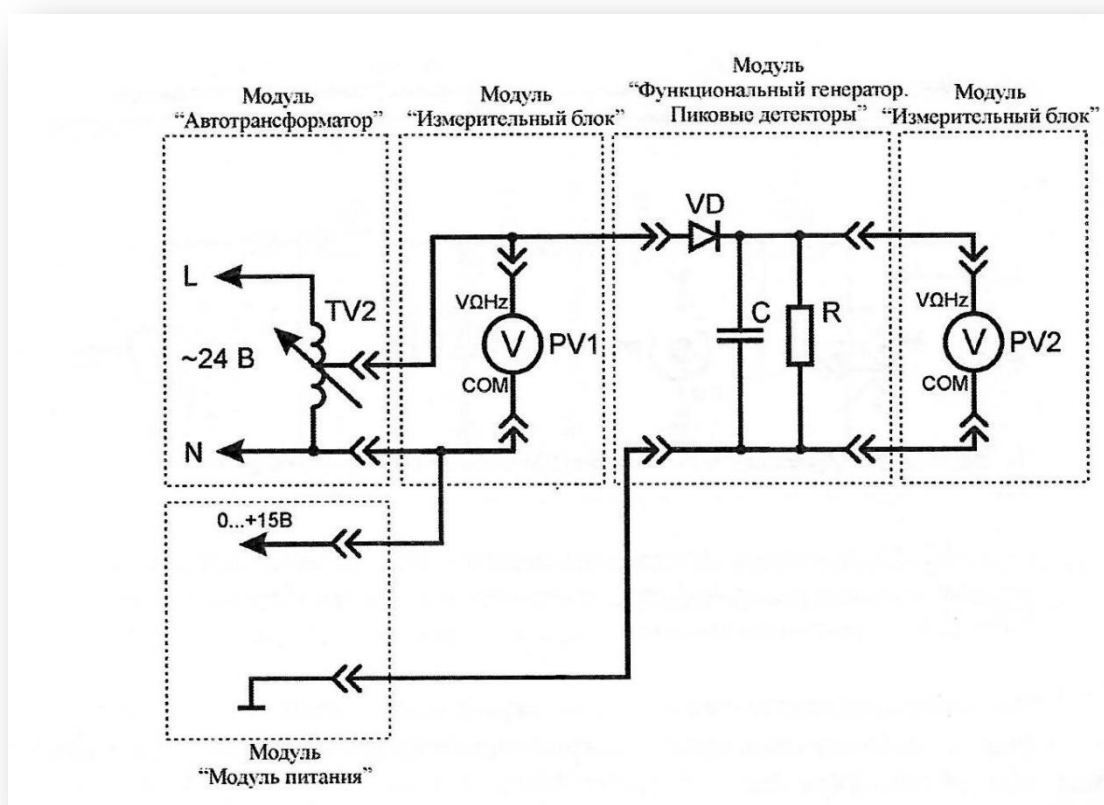 Модуль
“Автотрансформатор”
Модуль
“Измерительный блок”
Модуль
“Функциональный генератор.
Пиковые детекторы”
Модуль
“Измерительный блок”
L
TV2
~24 В
N
VΩHz
V
PV1
COM
VD
C
R
VΩHz
V
PV2
COM
0...+15В
Модуль
“Модуль питания”